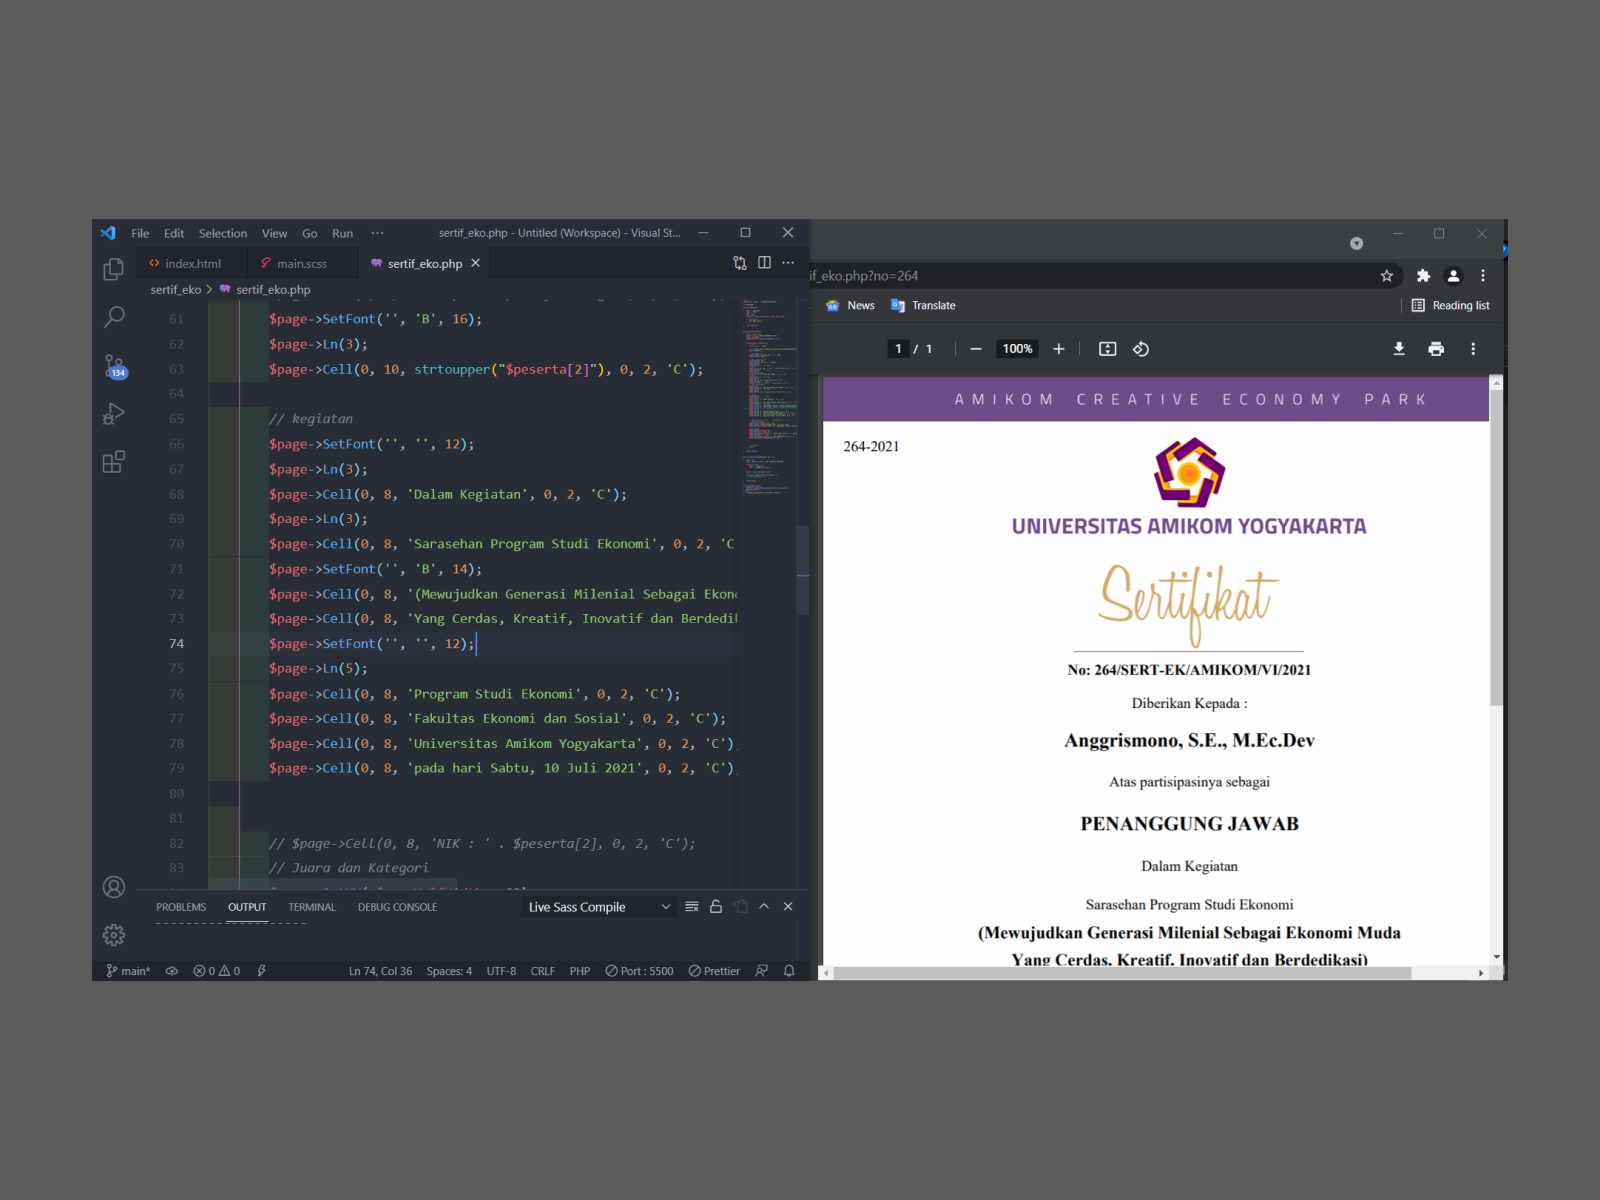 File Edit Selection View Go Run ···
sertif_eko.php - Untitled (Workspace) - Visual St...
index.html
main.scss
sertif_eko.php
sertif_eko > sertif_eko.php
61 $page->SetFont('', 'B', 16);
62 $page->Ln(3);
63 $page->Cell(0, 10, strtoupper("$peserta[2]"), 0, 2, 'C');
64
65 // kegiatan
66 $page->SetFont('', '', 12);
67 $page->Ln(3);
68 $page->Cell(0, 8, 'Dalam Kegiatan', 0, 2, 'C');
69 $page->Ln(3);
70 $page->Cell(0, 8, 'Sarasehan Program Studi Ekonomi', 0, 2, 'C
71 $page->SetFont('', 'B', 14);
72 $page->Cell(0, 8, '(Mewujudkan Generasi Milenial Sebagai Ekono
73 $page->Cell(0, 8, 'Yang Cerdas, Kreatif, Inovatif dan Berdedi
74 $page->SetFont('', '', 12);
75 $page->Ln(5);
76 $page->Cell(0, 8, 'Program Studi Ekonomi', 0, 2, 'C');
77 $page->Cell(0, 8, 'Fakultas Ekonomi dan Sosial', 0, 2, 'C');
78 $page->Cell(0, 8, 'Universitas Amikom Yogyakarta', 0, 2, 'C')
79 $page->Cell(0, 8, 'pada hari Sabtu, 10 Juli 2021', 0, 2, 'C')
80
81
82 // $page->Cell(0, 8, 'NIK : ' . $peserta[2], 0, 2, 'C');
83 // Juara dan Kategori
134
PROBLEMS OUTPUT TERMINAL DEBUG CONSOLE
Live Sass Compile
main* 0 0 Ln 74, Col 36 Spaces: 4 UTF-8 CRLF PHP Port : 5500 Prettier
if_eko.php?no=264
News Translate Reading list
1 / 1 — 100% +
AMIKOM CREATIVE ECONOMY PARK
264-2021
UNIVERSITAS AMIKOM YOGYAKARTA
Sertifikat
No: 264/SERT-EK/AMIKOM/VI/2021
Diberikan Kepada :
Anggrismono, S.E., M.Ec.Dev
Atas partisipasinya sebagai
PENANGGUNG JAWAB
Dalam Kegiatan
Sarasehan Program Studi Ekonomi
(Mewujudkan Generasi Milenial Sebagai Ekonomi Muda
Yang Cerdas, Kreatif, Inovatif dan Berdedikasi)